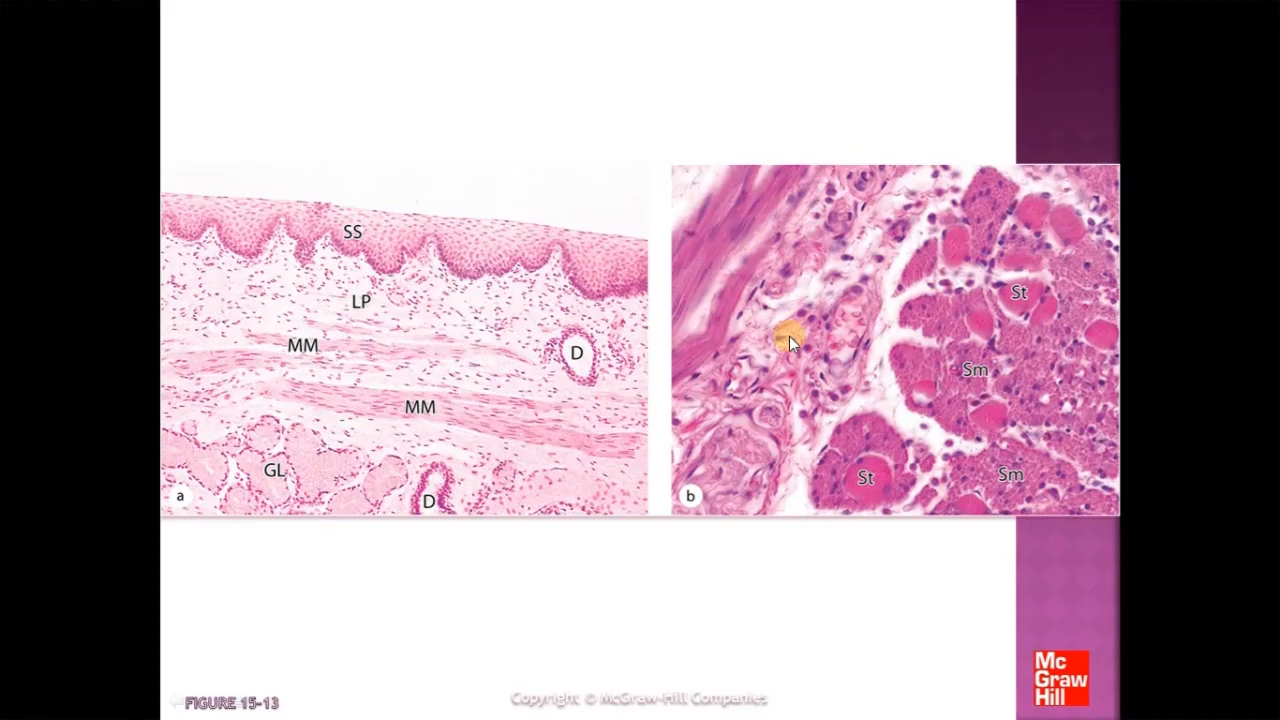 SS
LP
MM
D
MM
GL
D
a
St
Sm
St
Sm
b
Mc
Graw
Hill
FIGURE 15-13
Copyright © McGraw-Hill Companies